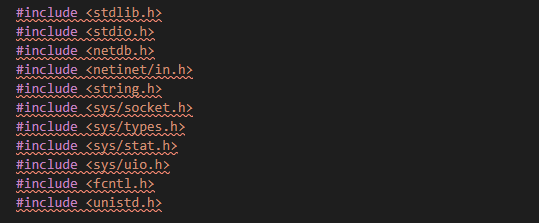 #include <stdlib.h>
#include <stdio.h>
#include <netdb.h>
#include <netinet/in.h>
#include <string.h>
#include <sys/socket.h>
#include <sys/types.h>
#include <sys/stat.h>
#include <sys/uio.h>
#include <fcntl.h>
#include <unistd.h>